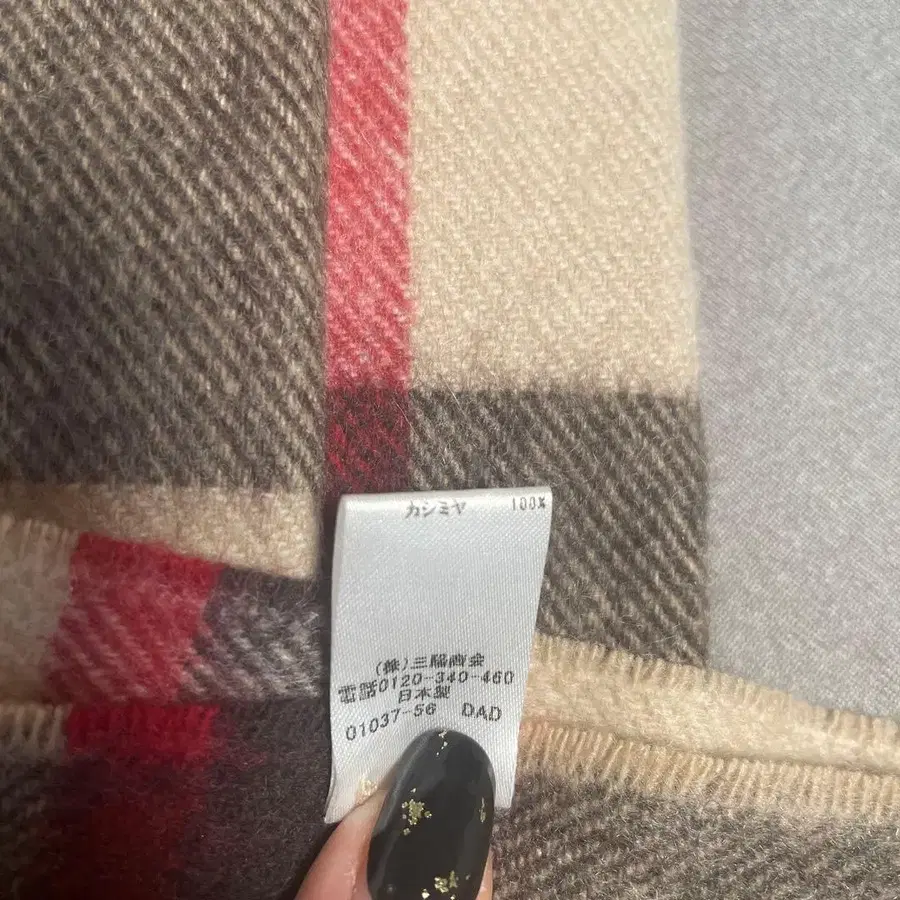 カシミヤ 100%
(株)三陽商会
電話0120-340-460
日本製
01037-56 DAD